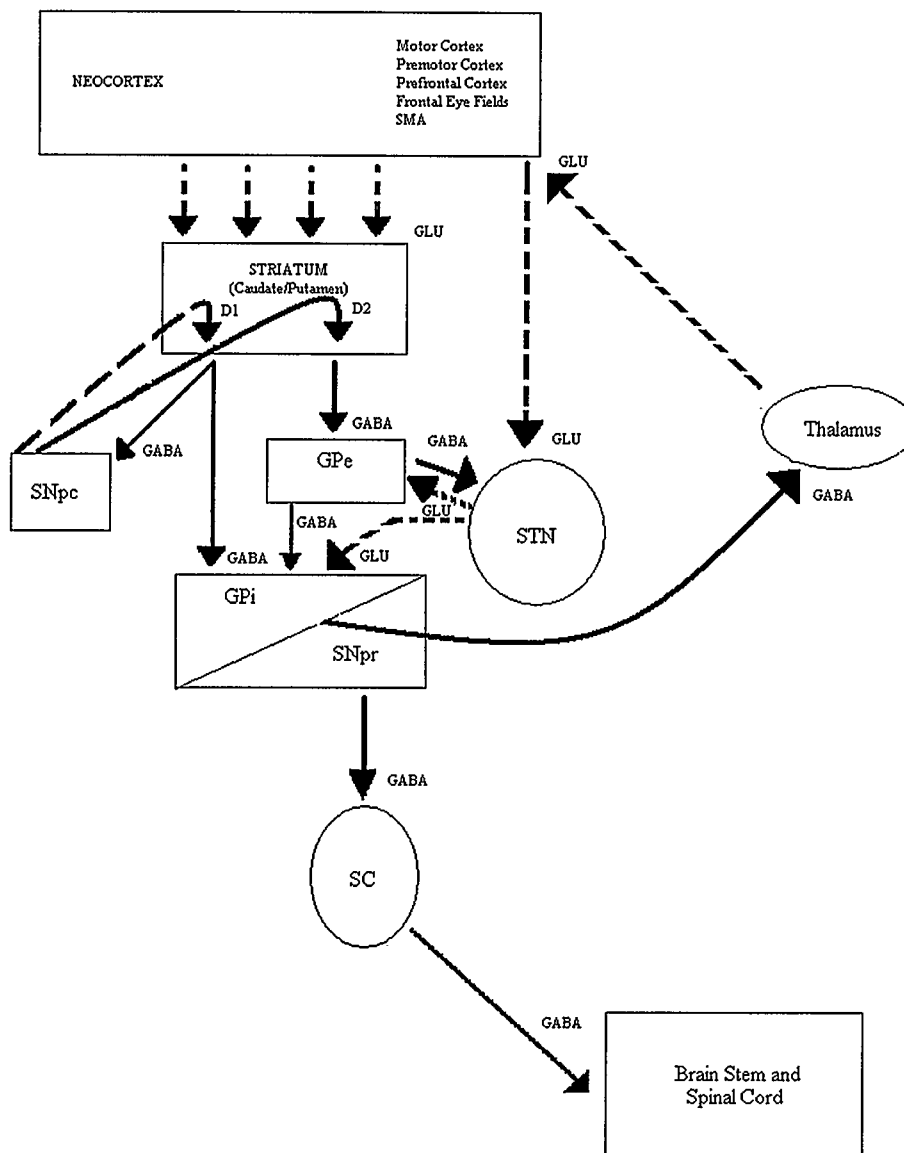 NEOCORTEX
Motor Cortex
Premotor Cortex
Prefrontal Cortex
Frontal Eye Fields
SMA
GLU
GLU
STRIATUM
(Caudate/Putamen)
D1
D2
GABA
GABA
GABA
GLU
Thalamus
SNpc
GPe
GABA
GLU
STN
GABA
GABA
GLU
GPi
SNpr
GABA
SC
GABA
Brain Stem and
Spinal Cord